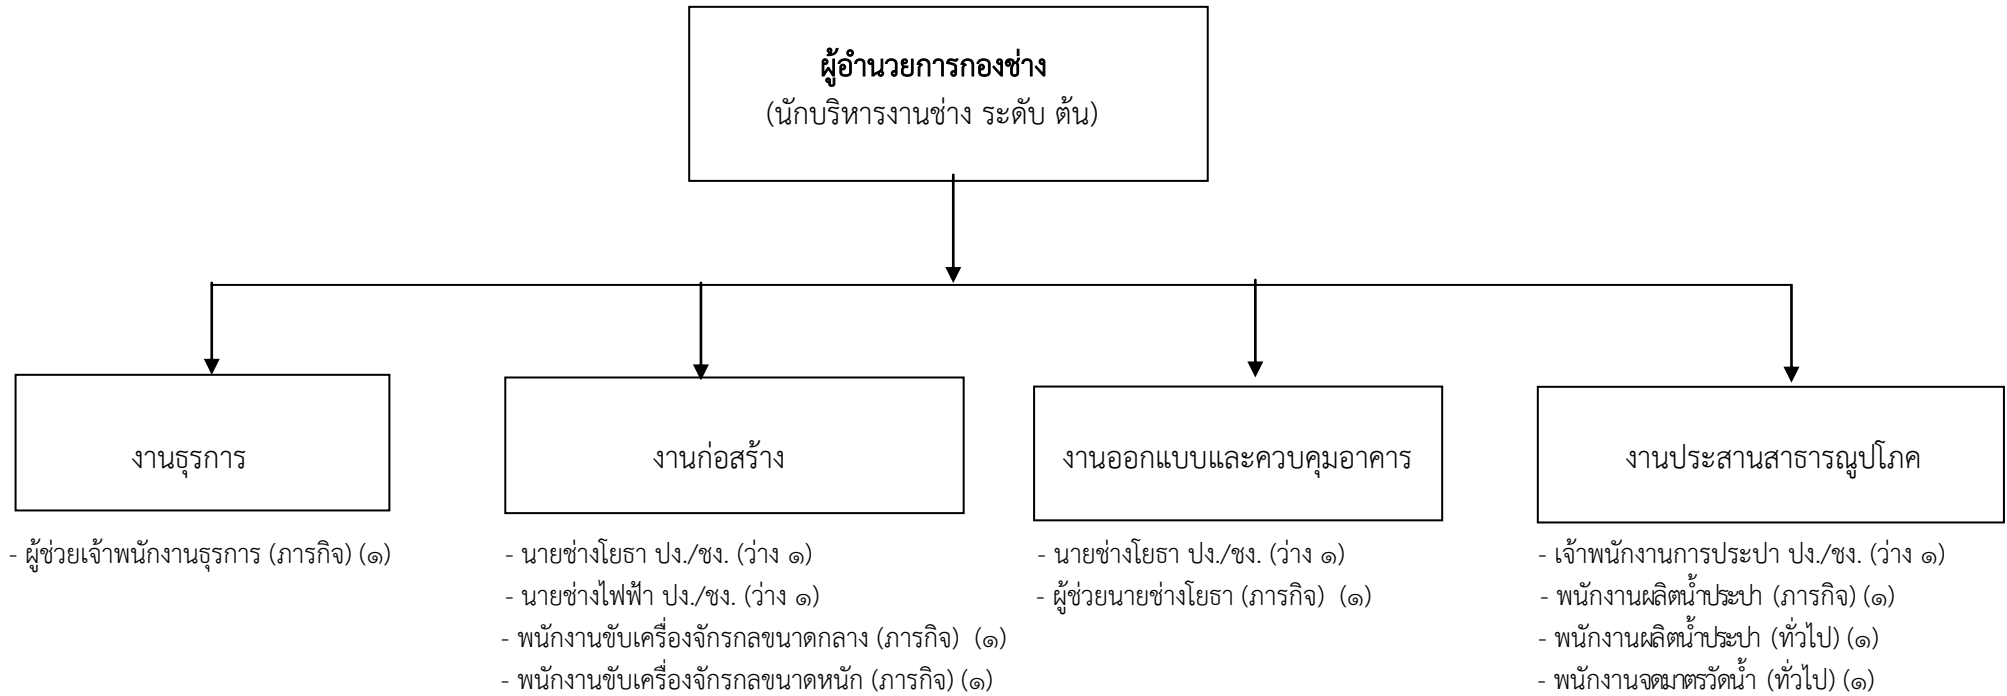 ผู้อำนวยการกองช่าง
(นักบริหารงานช่าง ระดับ ต้น)
งานธุรการ
- ผู้ช่วยเจ้าพนักงานธุรการ (ภารกิจ) (๑)
งานก่อสร้าง
- นายช่างโยธา ปง./ชง. (ว่าง ๑)
- นายช่างไฟฟ้า ปง./ชง. (ว่าง ๑)
- พนักงานขับเครื่องจักรกลขนาดกลาง (ภารกิจ) (๑)
- พนักงานขับเครื่องจักรกลขนาดหนัก (ภารกิจ) (๑)
งานออกแบบและควบคุมอาคาร
- นายช่างโยธา ปง./ชง. (ว่าง ๑)
- ผู้ช่วยนายช่างโยธา (ภารกิจ) (๑)
งานประสานสาธารณูปโภค
- เจ้าพนักงานการประปา ปง./ชง. (ว่าง ๑)
- พนักงานผลิตน้ำประปา (ภารกิจ) (๑)
- พนักงานผลิตน้ำประปา (ทั่วไป) (๑)
- พนักงานจดมาตรวัดน้ำ (ทั่วไป) (๑)